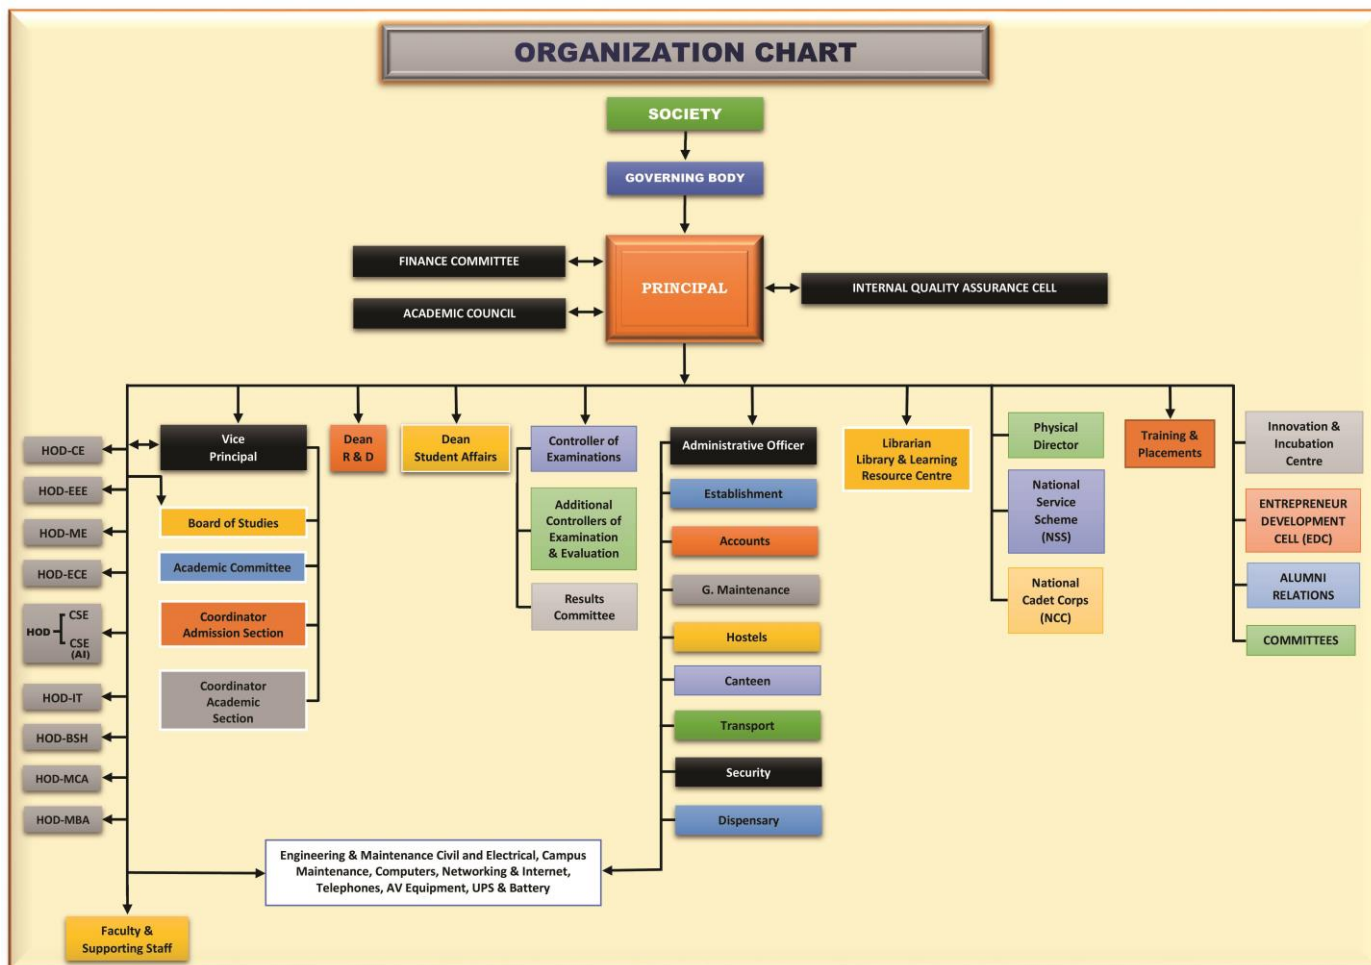 ORGANIZATION CHART
SOCIETY
GOVERNING BODY
FINANCE COMMITTEE
ACADEMIC COUNCIL
PRINCIPAL
INTERNAL QUALITY ASSURANCE CELL
HOD-CE
HOD-EEE
HOD-ME
HOD-ECE
HOD
CSE
CSE
(AI)
HOD-IT
HOD-BSH
HOD-MCA
HOD-MBA
Vice
Principal
Board of Studies
Academic Committee
Coordinator
Admission Section
Coordinator
Academic
Section
Dean
R & D
Dean
Student Affairs
Controller of
Examinations
Additional
Controllers of
Examination
& Evaluation
Results
Committee
Administrative Officer
Establishment
Accounts
G. Maintenance
Hostels
Canteen
Transport
Security
Dispensary
Librarian
Library & Learning
Resource Centre
Physical
Director
National
Service
Scheme
(NSS)
National
Cadet Corps
(NCC)
Training &
Placements
Innovation &
Incubation
Centre
ENTREPRENEUR
DEVELOPMENT
CELL (EDC)
ALUMNI
RELATIONS
COMMITTEES
Engineering & Maintenance Civil and Electrical, Campus
Maintenance, Computers, Networking & Internet,
Telephones, AV Equipment, UPS & Battery
Faculty &
Supporting Staff